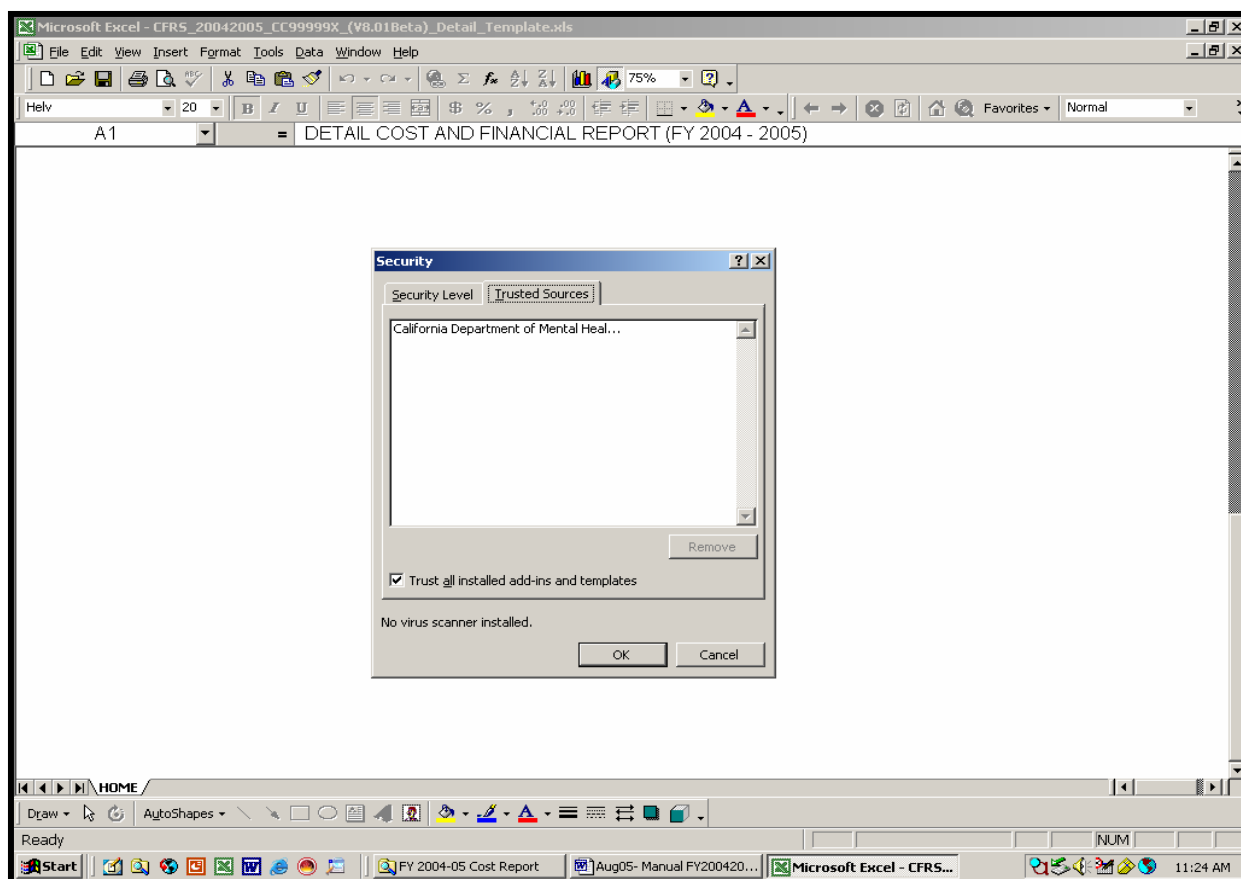 Microsoft Excel - CFRS_20042005_CC99999X_(V8.01Beta)_Detail_Template.xls
File Edit View Insert Format Tools Data Window Help
75%
Helv 20 B I U $ % , Favorites Normal
A1 = DETAIL COST AND FINANCIAL REPORT (FY 2004 - 2005)
Security
Security Level Trusted Sources
California Department of Mental Heal...
Remove
Trust all installed add-ins and templates
No virus scanner installed.
OK Cancel
HOME
Draw AutoShapes
Ready NUM
Start FY 2004-05 Cost Report Aug05- Manual FY200420... Microsoft Excel - CFRS... 11:24 AM